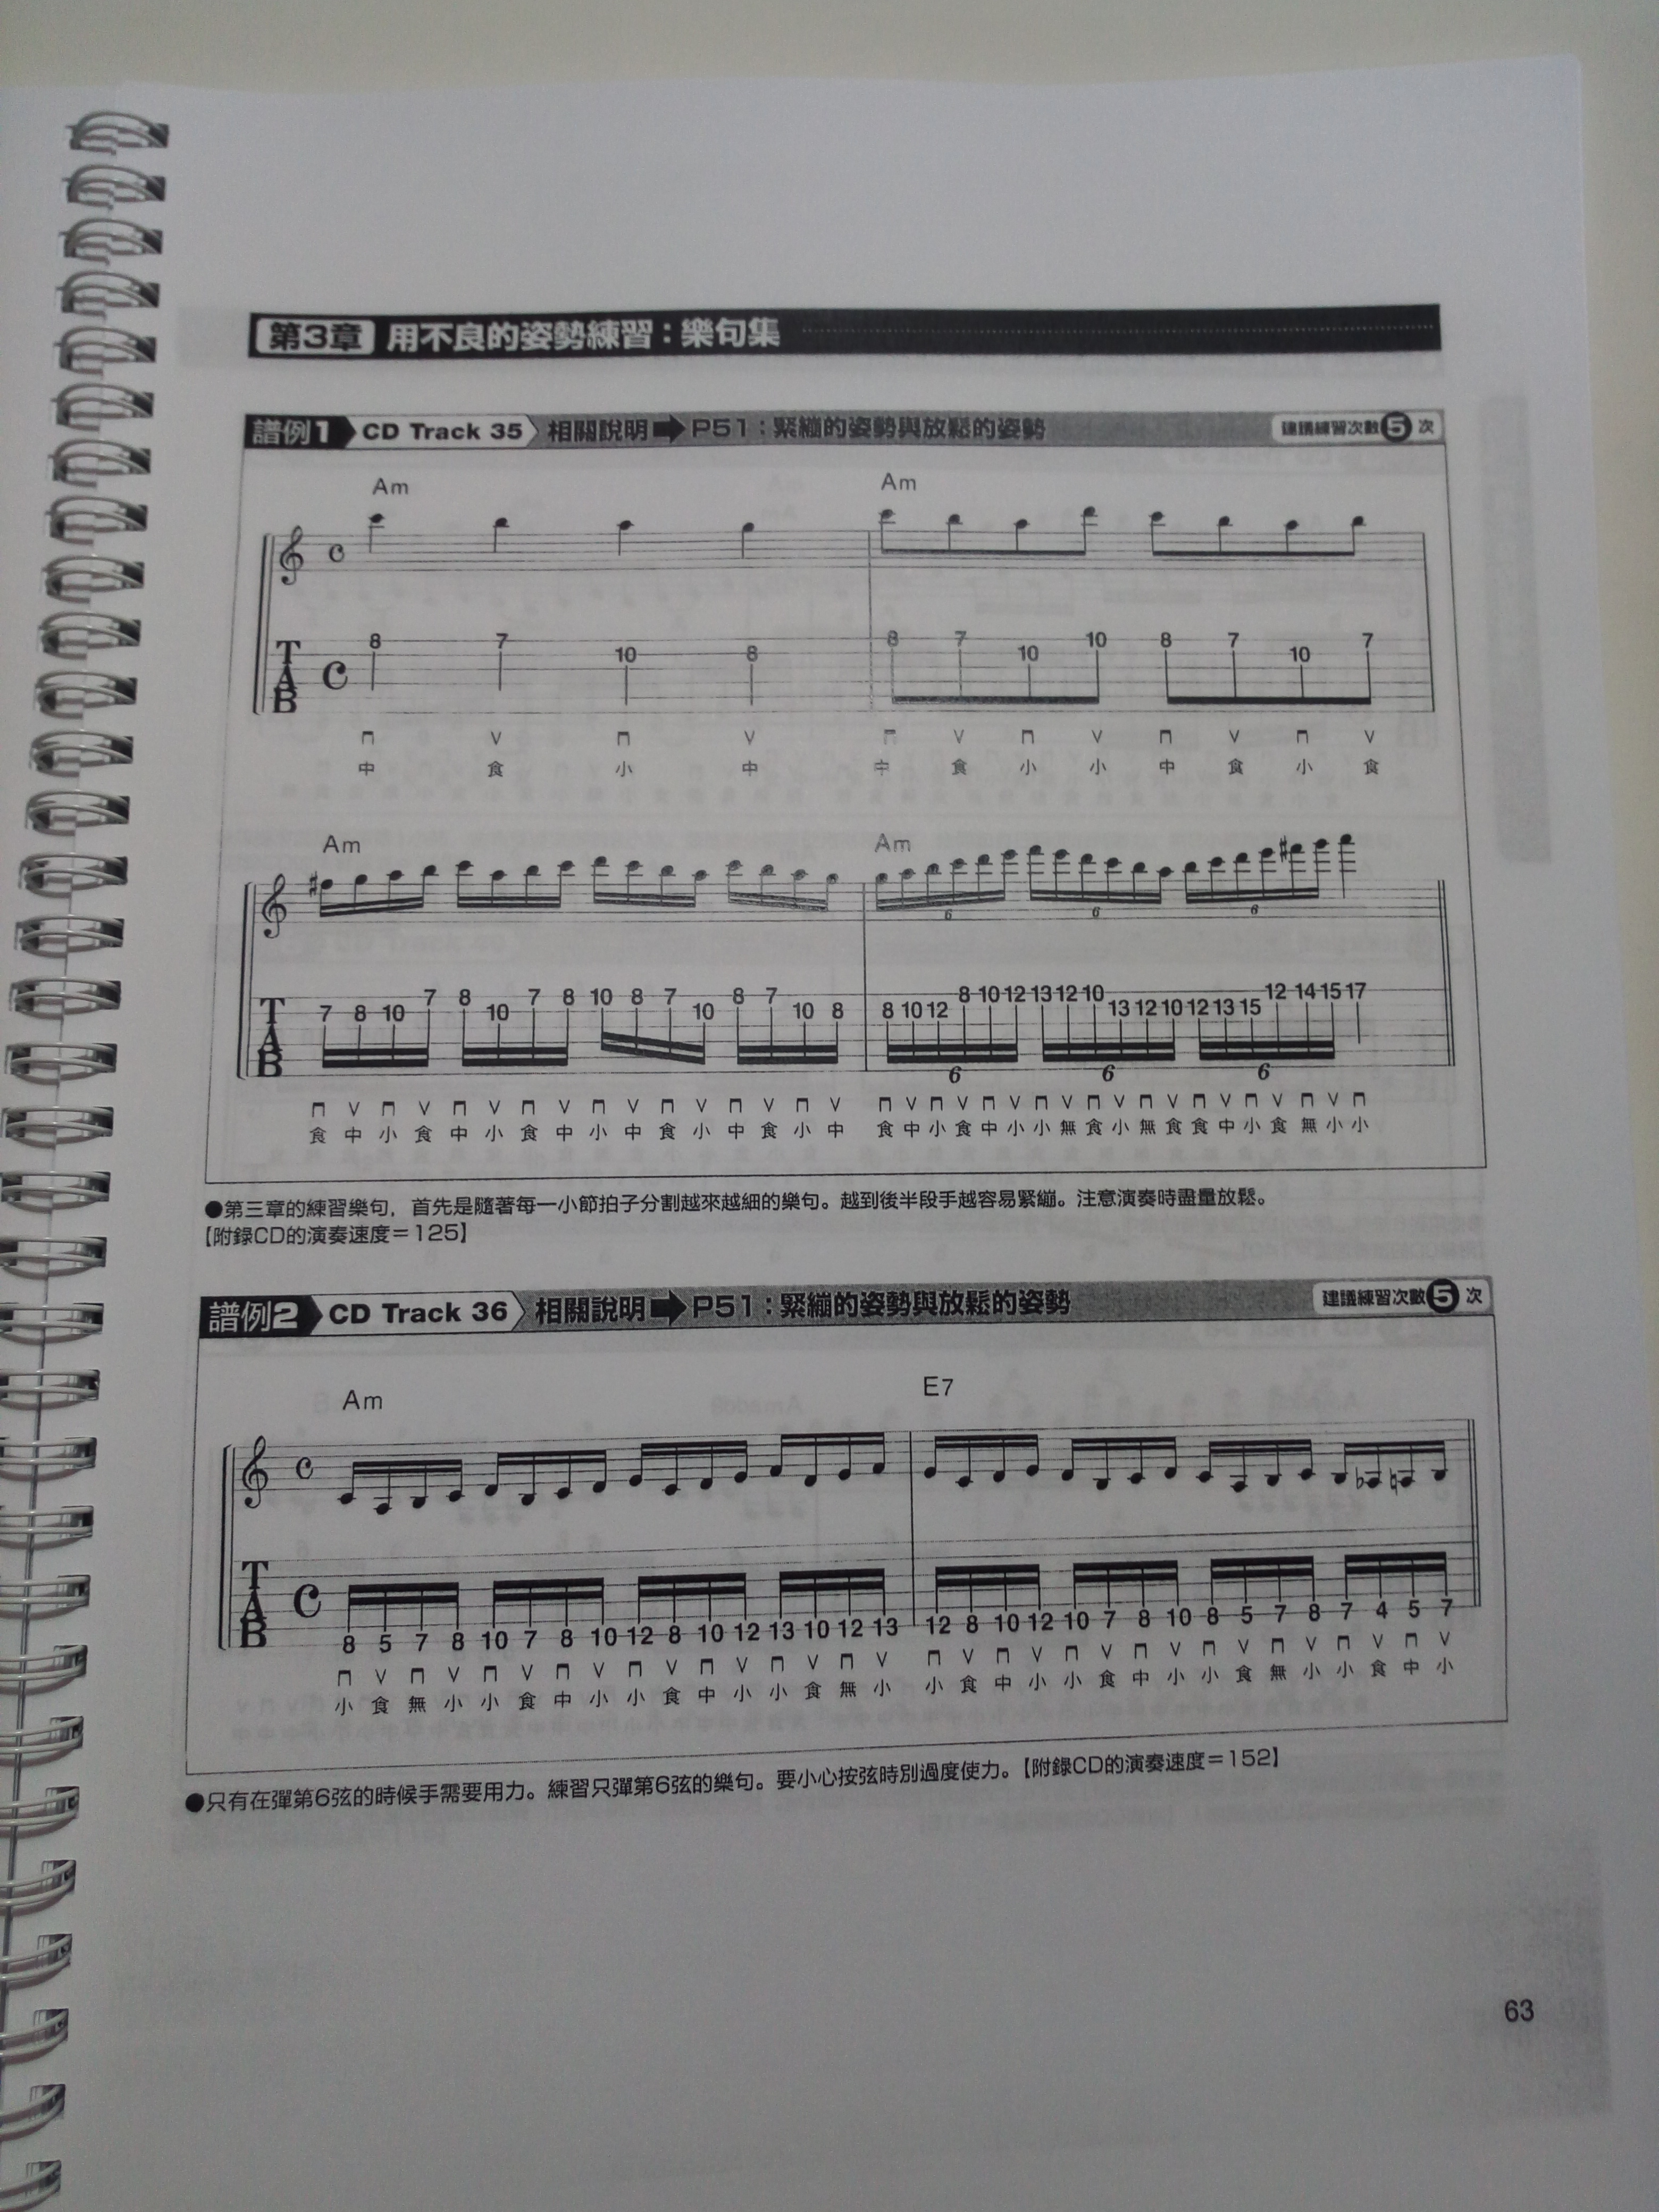 第3章 用不良的姿勢練習：樂句集
譜例1 CD Track 35 相關說明➡P51：緊繃的姿勢與放鬆的姿勢 建議練習次數5次
Am Am
8 7 10 8 8 7 10 10 8 7 10 7
T
A
B
中 食 小 中 中 食 小 小 中 食 小 食
Am Am
6 6 6
7 8 10 7 8 10 7 8 10 8 7 10 8 7 10 8 8 10 12 8 10 12 13 12 10 13 12 10 12 13 15 12 14 15 17
T
A
B
6 6 6
食 中 小 食 中 小 食 中 小 中 食 小 中 食 小 中 食 中 小 食 中 小 小 無 食 小 無 食 食 中 小 食 無 小 小
●第三章的練習樂句，首先是隨著每一小節拍子分割越來越細的樂句。越到後半段手越容易緊繃。注意演奏時盡量放鬆。
【附錄CD的演奏速度＝125】
譜例2 CD Track 36 相關說明➡P51：緊繃的姿勢與放鬆的姿勢 建議練習次數5次
Am E7
T
A
B
8 5 7 8 10 7 8 10 12 8 10 12 13 10 12 13 12 8 10 12 10 7 8 10 8 5 7 8 7 4 5 7
小 食 無 小 小 食 中 小 小 食 中 小 小 食 無 小 小 食 中 小 小 食 中 小 小 食 無 小 小 食 中 小
●只有在彈第6弦的時候手需要用力。練習只彈第6弦的樂句。要小心按弦時別過度使力。【附錄CD的演奏速度＝152】
63